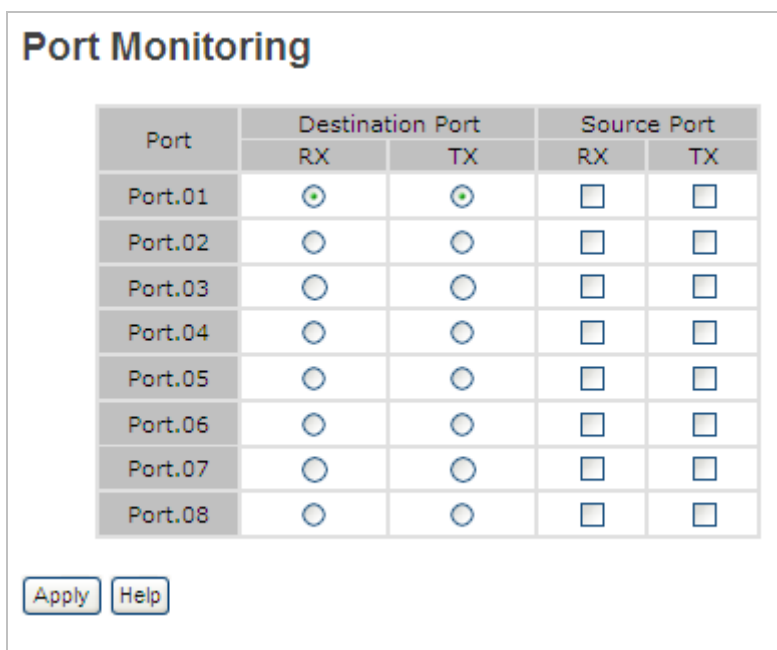 Port Monitoring
Port Destination Port Source Port
RX TX RX TX
Port.01
Port.02
Port.03
Port.04
Port.05
Port.06
Port.07
Port.08
Apply Help